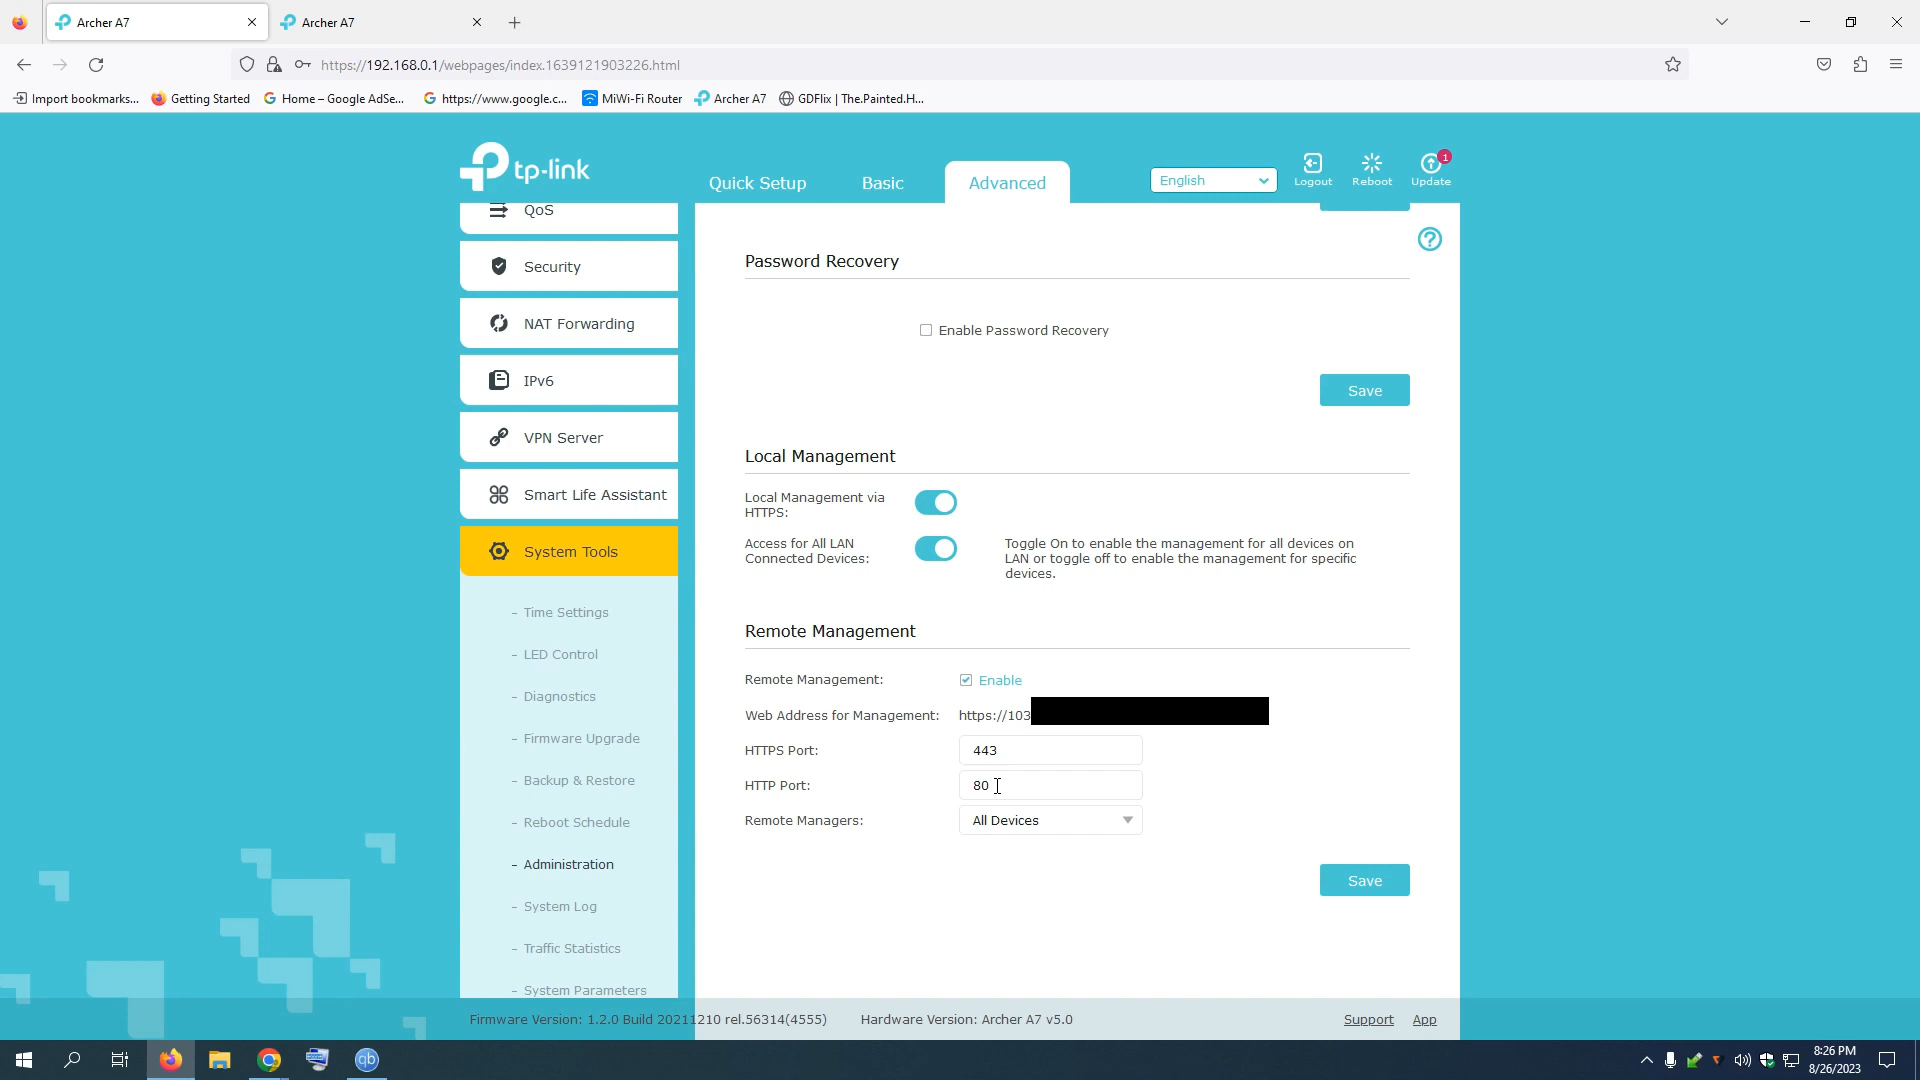 Archer A7
Archer A7
https://192.168.0.1/webpages/index.1639121903226.html
Import bookmarks...
Getting Started
Home – Google AdSe...
https://www.google.c...
MiWi-Fi Router
Archer A7
GDFlix | The.Painted.H...
tp-link
Quick Setup
Basic
Advanced
English
Logout
Reboot
Update
1
QoS
Security
NAT Forwarding
IPv6
VPN Server
Smart Life Assistant
System Tools
- Time Settings
- LED Control
- Diagnostics
- Firmware Upgrade
- Backup & Restore
- Reboot Schedule
- Administration
- System Log
- Traffic Statistics
- System Parameters
?
Password Recovery
Enable Password Recovery
Save
Local Management
Local Management via
HTTPS:
Access for All LAN
Connected Devices:
Toggle On to enable the management for all devices on
LAN or toggle off to enable the management for specific
devices.
Remote Management
Remote Management:
Enable
Web Address for Management:
https://103
HTTPS Port:
443
HTTP Port:
80
Remote Managers:
All Devices
Save
Firmware Version: 1.2.0 Build 20211210 rel.56314(4555)
Hardware Version: Archer A7 v5.0
Support
App
qb
8:26 PM
8/26/2023